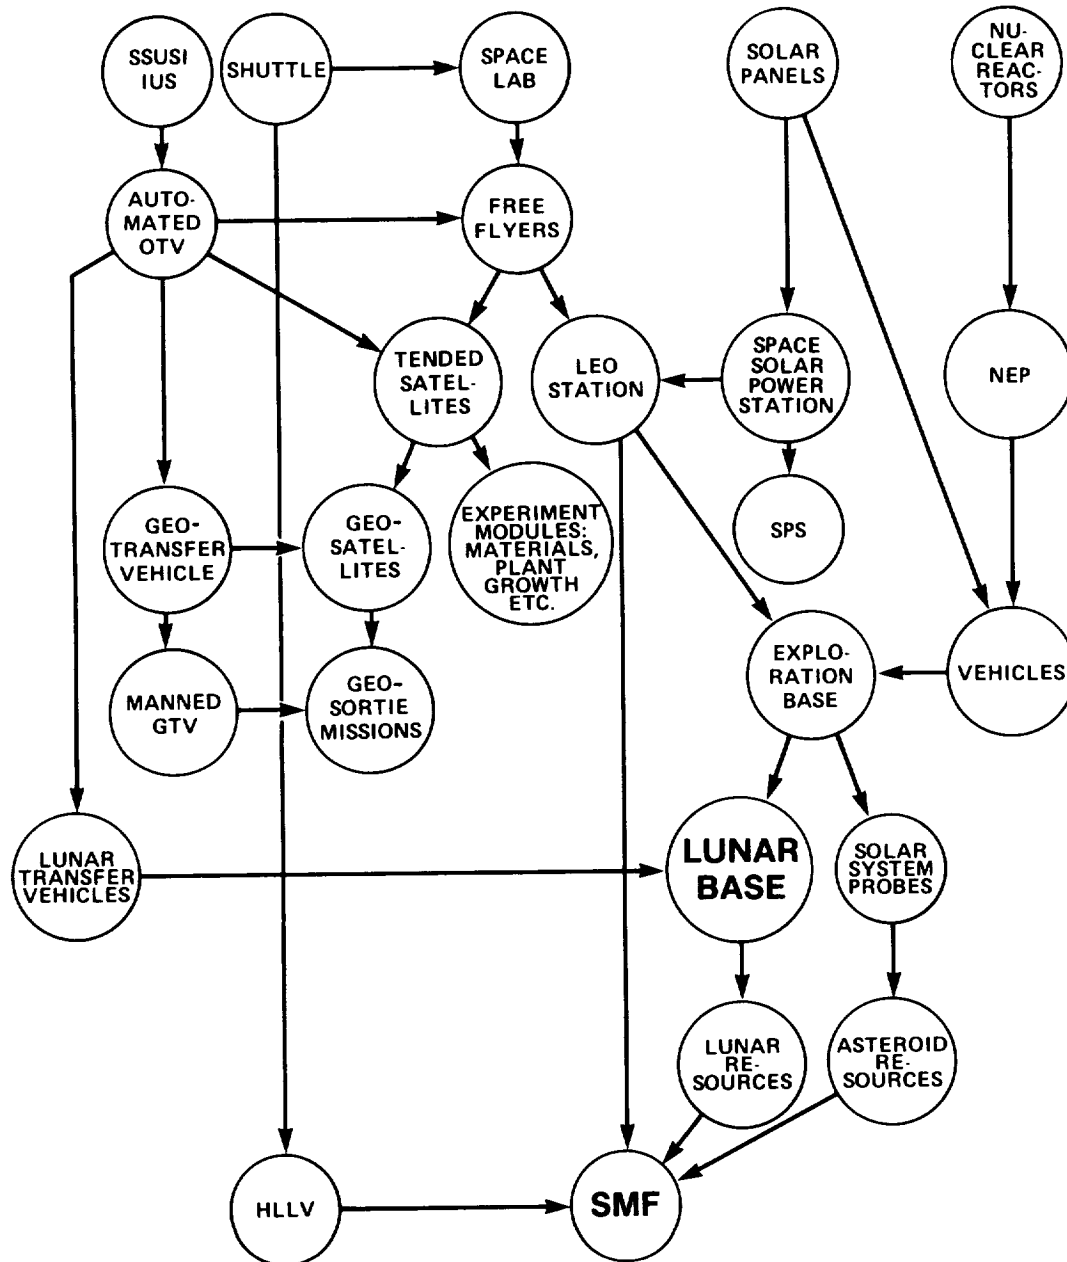 SSUSI
IUS
SHUTTLE
SPACE
LAB
SOLAR
PANELS
NU-
CLEAR
REAC-
TORS
AUTO-
MATED
OTV
FREE
FLYERS
TENDED
SATEL-
LITES
LEO
STATION
SPACE
SOLAR
POWER
STATION
NEP
GEO-
TRANSFER
VEHICLE
GEO-
SATEL-
LITES
EXPERIMENT
MODULES:
MATERIALS,
PLANT
GROWTH
ETC.
SPS
MANNED
GTV
GEO-
SORTIE
MISSIONS
EXPLO-
RATION
BASE
VEHICLES
LUNAR
TRANSFER
VEHICLES
LUNAR
BASE
SOLAR
SYSTEM
PROBES
LUNAR
RE-
SOURCES
ASTEROID
RE-
SOURCES
HLLV
SMF